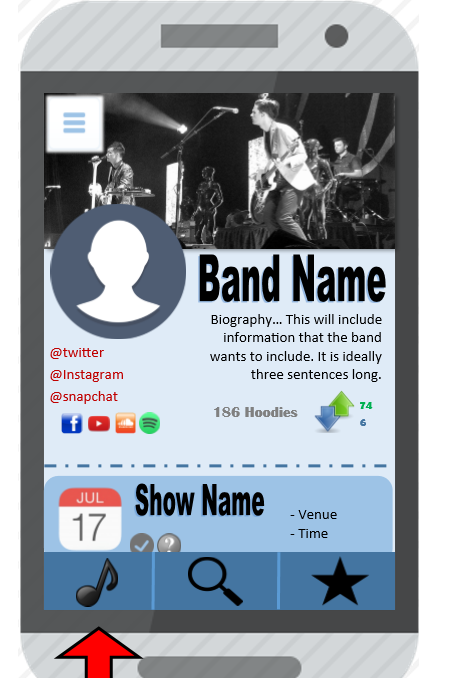 Band Name
Biography... This will include
information that the band
wants to include. It is ideally
three sentences long.
@twitter
@Instagram
@snapchat
186 Hoodies
74
6
JUL
17
Show Name
- Venue
- Time